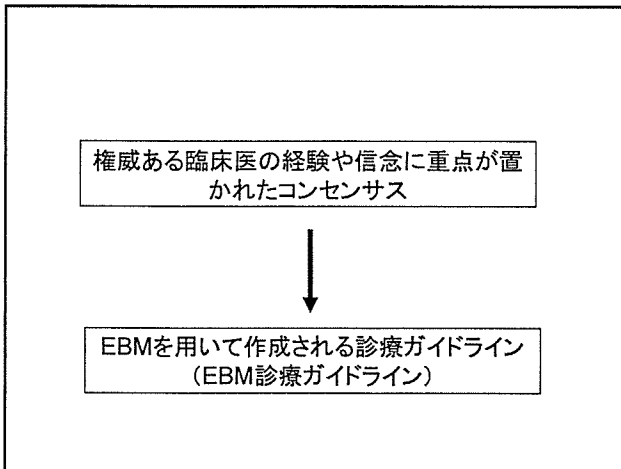 権威ある臨床医の経験や信念に重点が置
かれたコンセンサス
EBMを用いて作成される診療ガイドライン
（EBM診療ガイドライン）